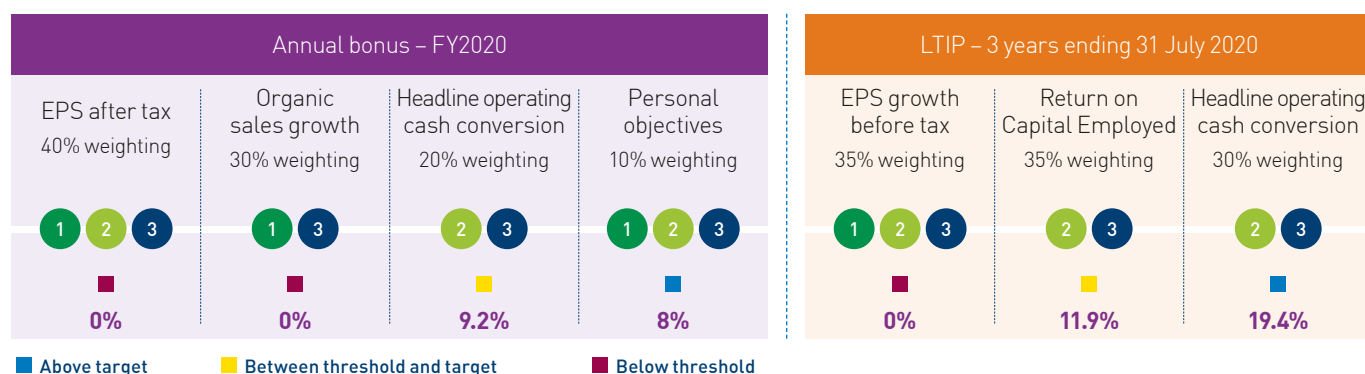 Annual bonus – FY2020
EPS after tax
40% weighting
Organic
sales growth
30% weighting
Headline operating
cash conversion
20% weighting
Personal
objectives
10% weighting
1 2 3
1 3
2 3
1 2 3
0%
0%
9.2%
8%
LTIP – 3 years ending 31 July 2020
EPS growth
before tax
35% weighting
Return on
Capital Employed
35% weighting
Headline operating
cash conversion
30% weighting
1 2 3
2 3
2 3
0%
11.9%
19.4%
Above target
Between threshold and target
Below threshold